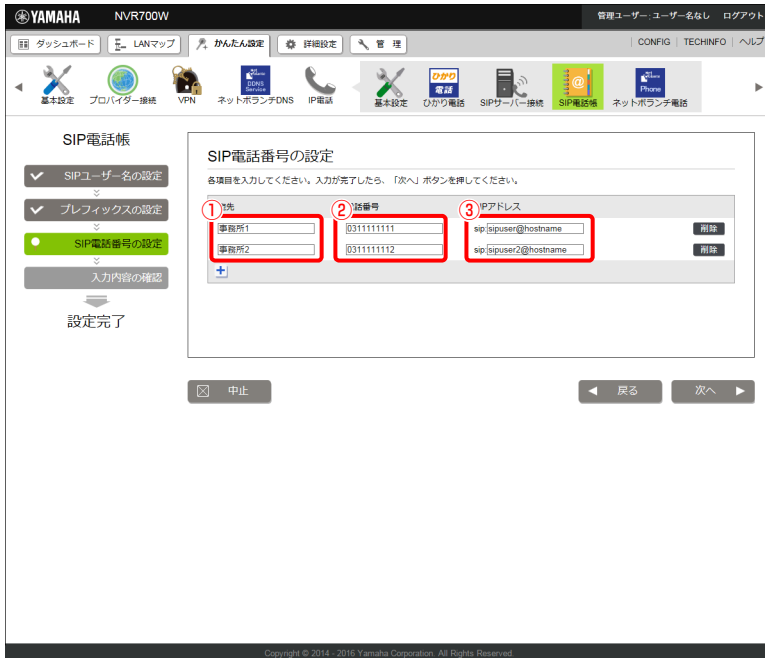 YAMAHA NVR700W 管理ユーザー:ユーザー名なし ログアウト
ダッシュボード LANマップ かんたん設定 詳細設定 管 理 CONFIG | TECHINFO | ヘルプ
ひかり
電話
DDNS
Service
Phone
基本設定 プロバイダー接続 VPN ネットボランチDNS IP電話 基本設定 ひかり電話 SIPサーバー接続 SIP電話帳 ネットボランチ電話
SIP電話帳
SIPユーザー名の設定
プレフィックスの設定
SIP電話番号の設定
入力内容の確認
設定完了
SIP電話番号の設定
各項目を入力してください。入力が完了したら、「次へ」ボタンを押してください。
① 先 ② 話番号 ③ Pアドレス
事務所1 0311111111 sip:sipuser@hostname 削除
事務所2 0311111112 sip:sipuser2@hostname 削除
中止 戻る 次へ
Copyright © 2014 - 2016 Yamaha Corporation. All Rights Reserved.